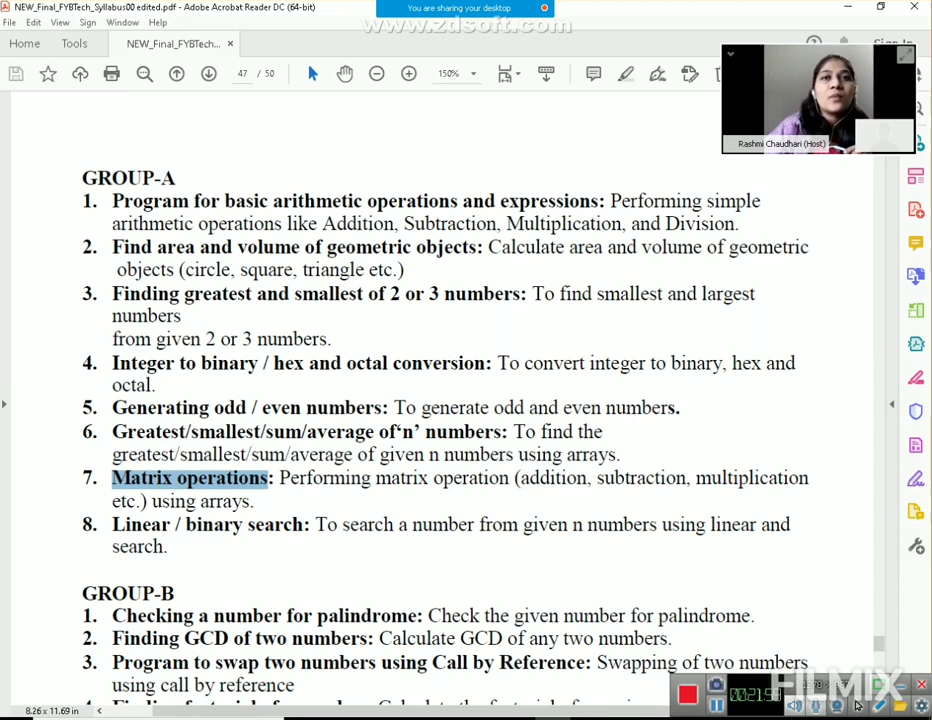 NEW_Final_FYBTech_Syllabus00 edited.pdf - Adobe Acrobat Reader DC (64-bit)
You are sharing your desktop
www.zdsoft.com
File Edit View Sign Window Help
Home Tools NEW_Final_FYBTech... × Sign In
47 / 50 150%
Rashmi Chaudhari (Host)
GROUP-A
1. Program for basic arithmetic operations and expressions: Performing simple
arithmetic operations like Addition, Subtraction, Multiplication, and Division.
2. Find area and volume of geometric objects: Calculate area and volume of geometric
objects (circle, square, triangle etc.)
3. Finding greatest and smallest of 2 or 3 numbers: To find smallest and largest
numbers
from given 2 or 3 numbers.
4. Integer to binary / hex and octal conversion: To convert integer to binary, hex and
octal.
5. Generating odd / even numbers: To generate odd and even numbers.
6. Greatest/smallest/sum/average of‘n’ numbers: To find the
greatest/smallest/sum/average of given n numbers using arrays.
7. Matrix operations: Performing matrix operation (addition, subtraction, multiplication
etc.) using arrays.
8. Linear / binary search: To search a number from given n numbers using linear and
search.
GROUP-B
1. Checking a number for palindrome: Check the given number for palindrome.
2. Finding GCD of two numbers: Calculate GCD of any two numbers.
3. Program to swap two numbers using Call by Reference: Swapping of two numbers
using call by reference
FILMIX
8.26 x 11.69 in